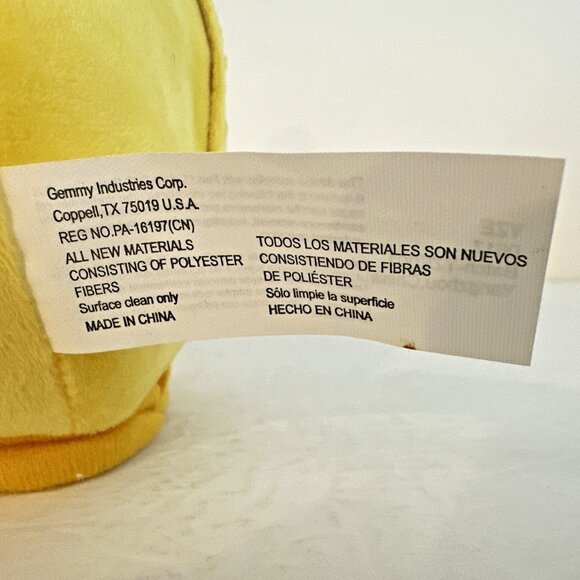 Gemmy Industries Corp.
Coppell,TX 75019 U.S.A.
REG NO.PA-16197(CN)
ALL NEW MATERIALS
CONSISTING OF POLYESTER
FIBERS
Surface clean only
MADE IN CHINA
TODOS LOS MATERIALES SON NUEVOS
CONSISTIENDO DE FIBRAS
DE POLIÉSTER
Sólo limpie la superficie
HECHO EN CHINA